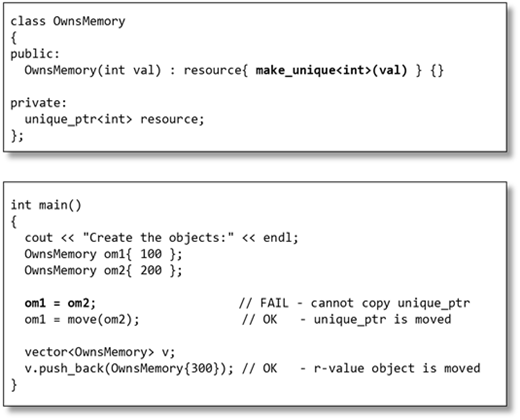 class OwnsMemory
{
public:
  OwnsMemory(int val) : resource{ make_unique<int>(val) } {}

private:
  unique_ptr<int> resource;
};

int main()
{
  cout << "Create the objects:" << endl;
  OwnsMemory om1{ 100 };
  OwnsMemory om2{ 200 };

  om1 = om2;                   // FAIL - cannot copy unique_ptr
  om1 = move(om2);             // OK   - unique_ptr is moved

  vector<OwnsMemory> v;
  v.push_back(OwnsMemory{300}); // OK   - r-value object is moved
}